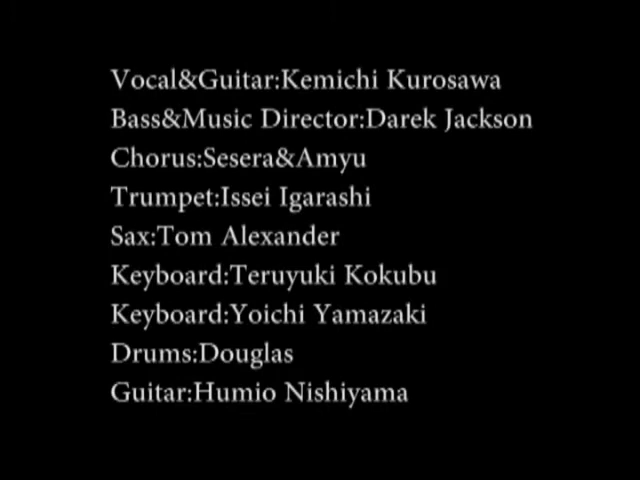 Vocal&Guitar:Kemichi Kurosawa
Bass&Music Director:Darek Jackson
Chorus:Sesera&Amyu
Trumpet:Issei Igarashi
Sax:Tom Alexander
Keyboard:Teruyuki Kokubu
Keyboard:Yoichi Yamazaki
Drums:Douglas
Guitar:Humio Nishiyama